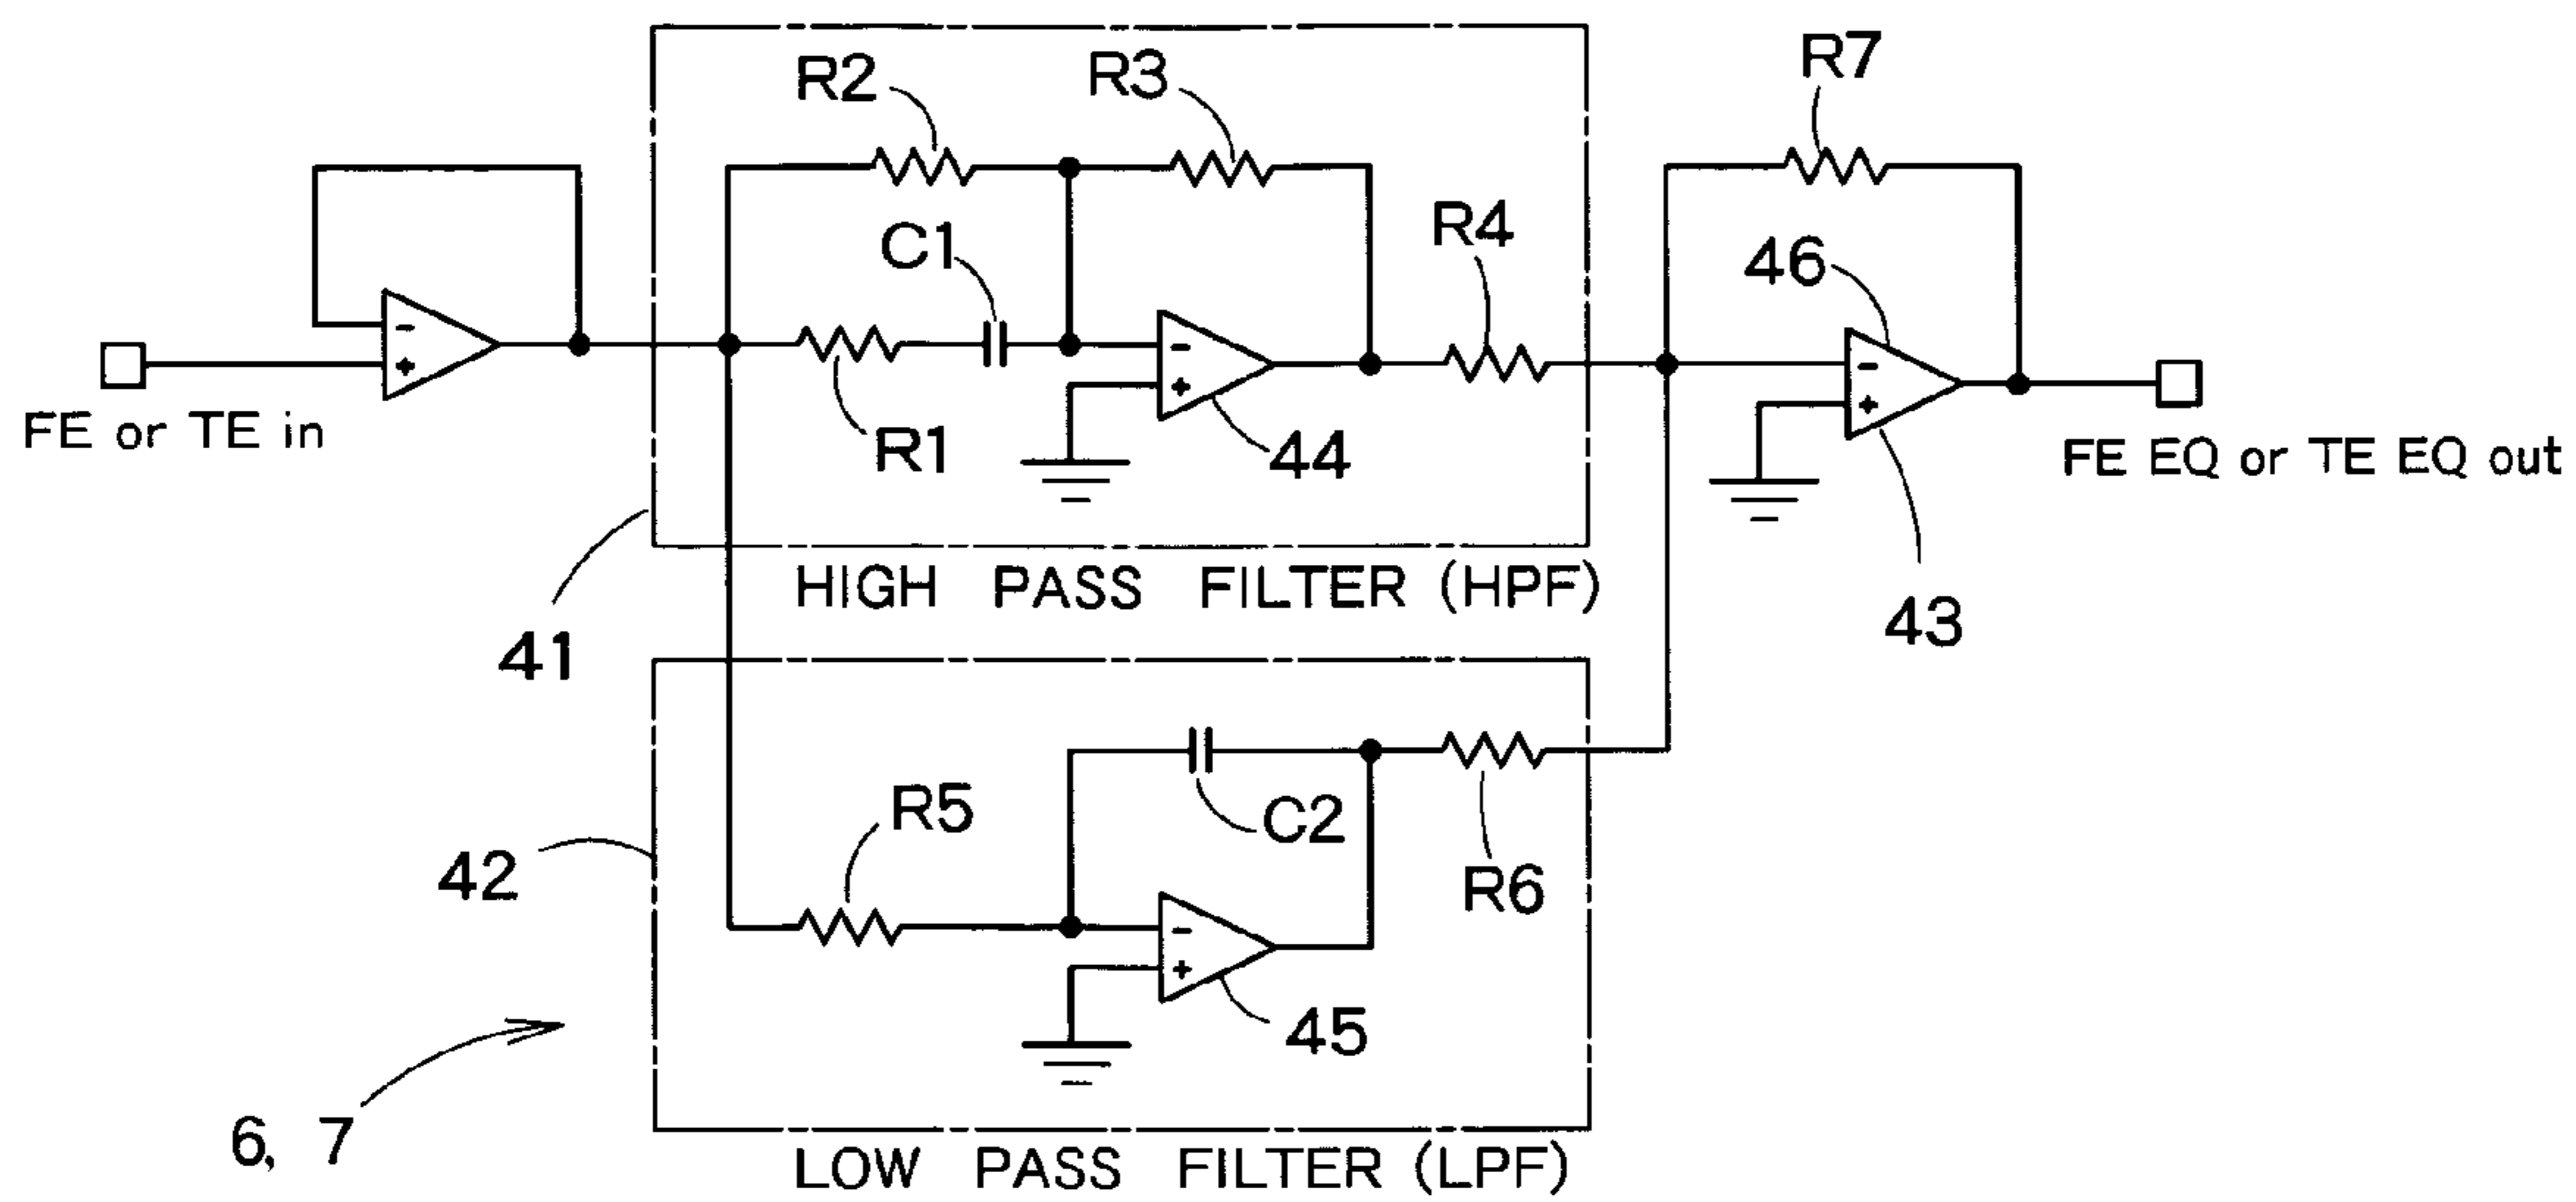 R2
R3
R7
C1
R4
46
FE or TE in
R1
44
FE EQ or TE EQ out
-
+
-
+
-
+
HIGH PASS FILTER (HPF)
41
43
R5
C2
42
R6
-
+
45
6, 7
LOW PASS FILTER (LPF)